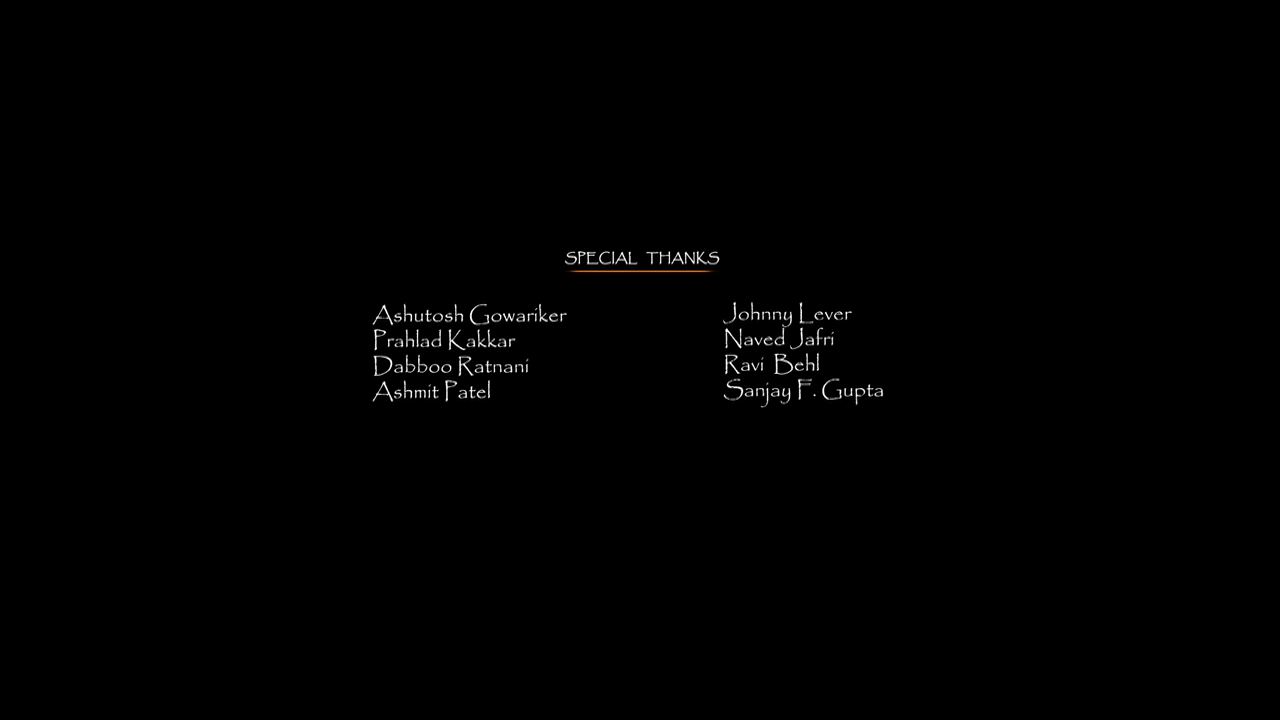 SPECIAL THANKS
Ashutosh Gowariker
Prahlad Kakkar
Dabboo Ratnani
Ashmit Patel
Johnny Lever
Naved Jafri
Ravi Behl
Sanjay F. Gupta